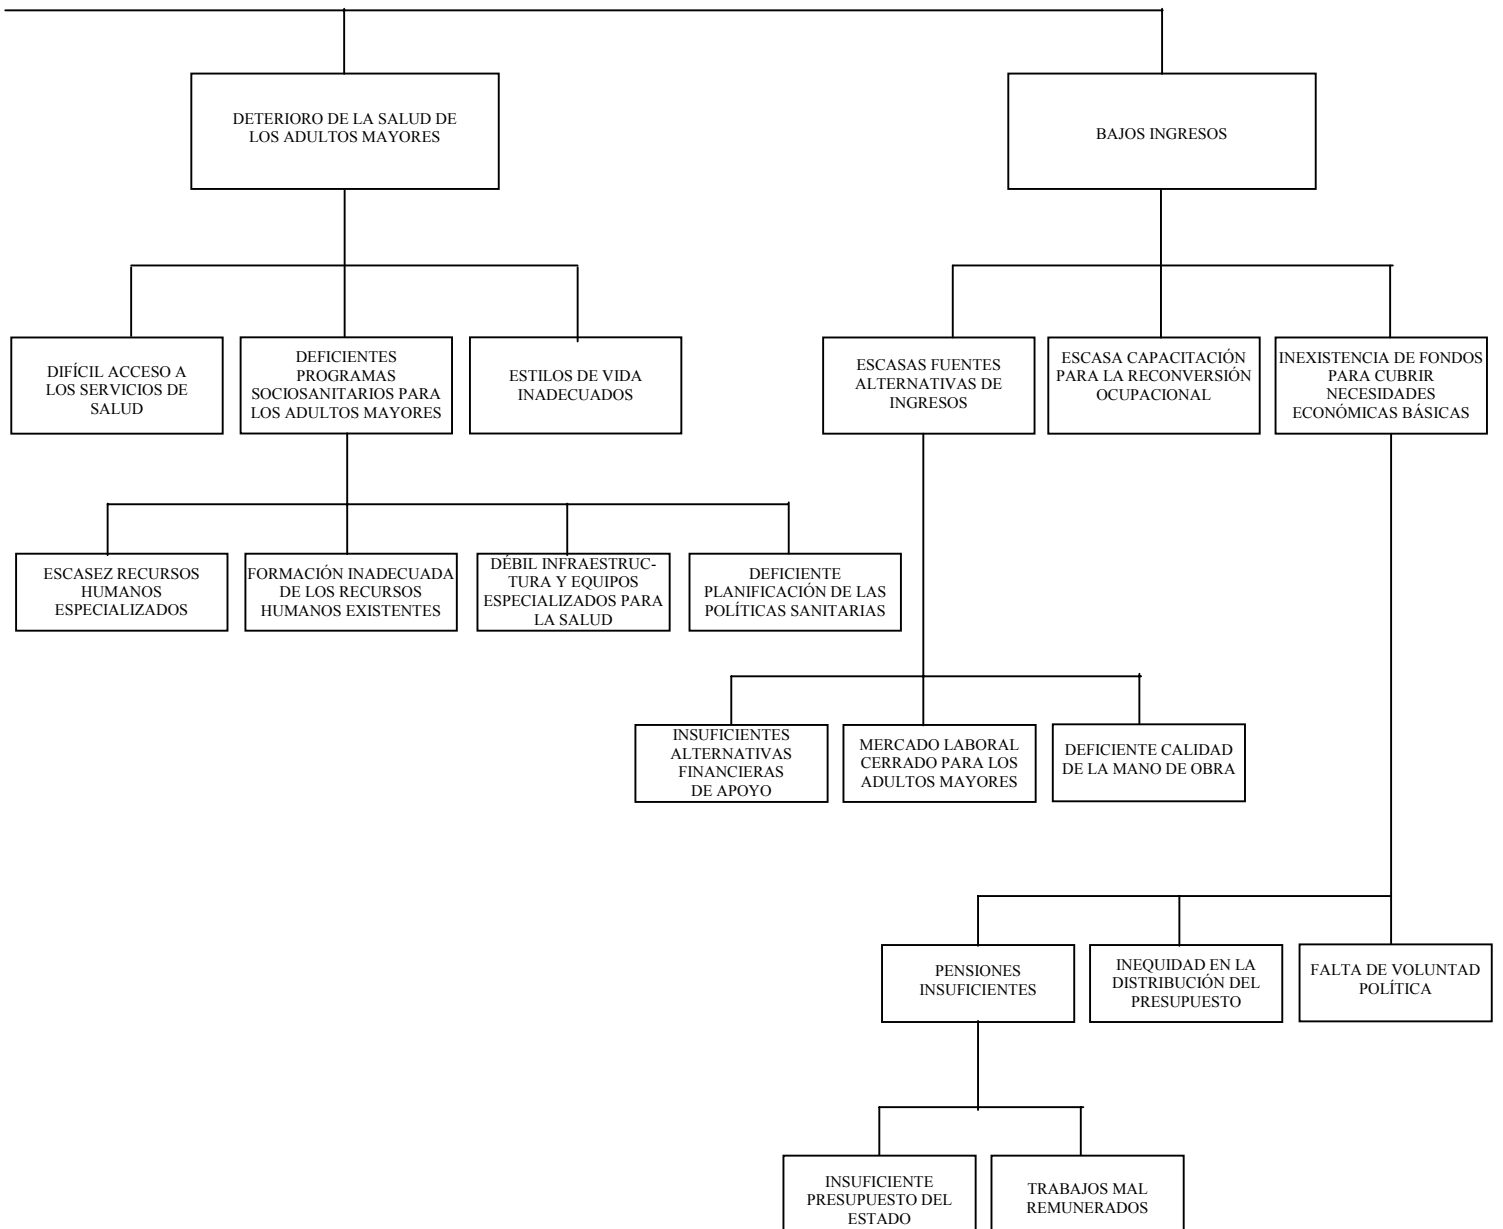 DETERIORO DE LA SALUD DE
LOS ADULTOS MAYORES
BAJOS INGRESOS
DIFÍCIL ACCESO A
LOS SERVICIOS DE
SALUD
DEFICIENTES
PROGRAMAS
SOCIOSANITARIOS PARA
LOS ADULTOS MAYORES
ESTILOS DE VIDA
INADECUADOS
ESCASAS FUENTES
ALTERNATIVAS DE
INGRESOS
ESCASA CAPACITACIÓN
PARA LA RECONVERSIÓN
OCUPACIONAL
INEXISTENCIA DE FONDOS
PARA CUBRIR
NECESIDADES
ECONÓMICAS BÁSICAS
ESCASEZ RECURSOS
HUMANOS
ESPECIALIZADOS
FORMACIÓN INADECUADA
DE LOS RECURSOS
HUMANOS EXISTENTES
DÉBIL INFRAESTRUC-
TURA Y EQUIPOS
ESPECIALIZADOS PARA
LA SALUD
DEFICIENTE
PLANIFICACIÓN DE LAS
POLÍTICAS SANITARIAS
INSUFICIENTES
ALTERNATIVAS
FINANCIERAS
DE APOYO
MERCADO LABORAL
CERRADO PARA LOS
ADULTOS MAYORES
DEFICIENTE CALIDAD
DE LA MANO DE OBRA
PENSIONES
INSUFICIENTES
INEQUIDAD EN LA
DISTRIBUCIÓN DEL
PRESUPUESTO
FALTA DE VOLUNTAD
POLÍTICA
INSUFICIENTE
PRESUPUESTO DEL
ESTADO
TRABAJOS MAL
REMUNERADOS